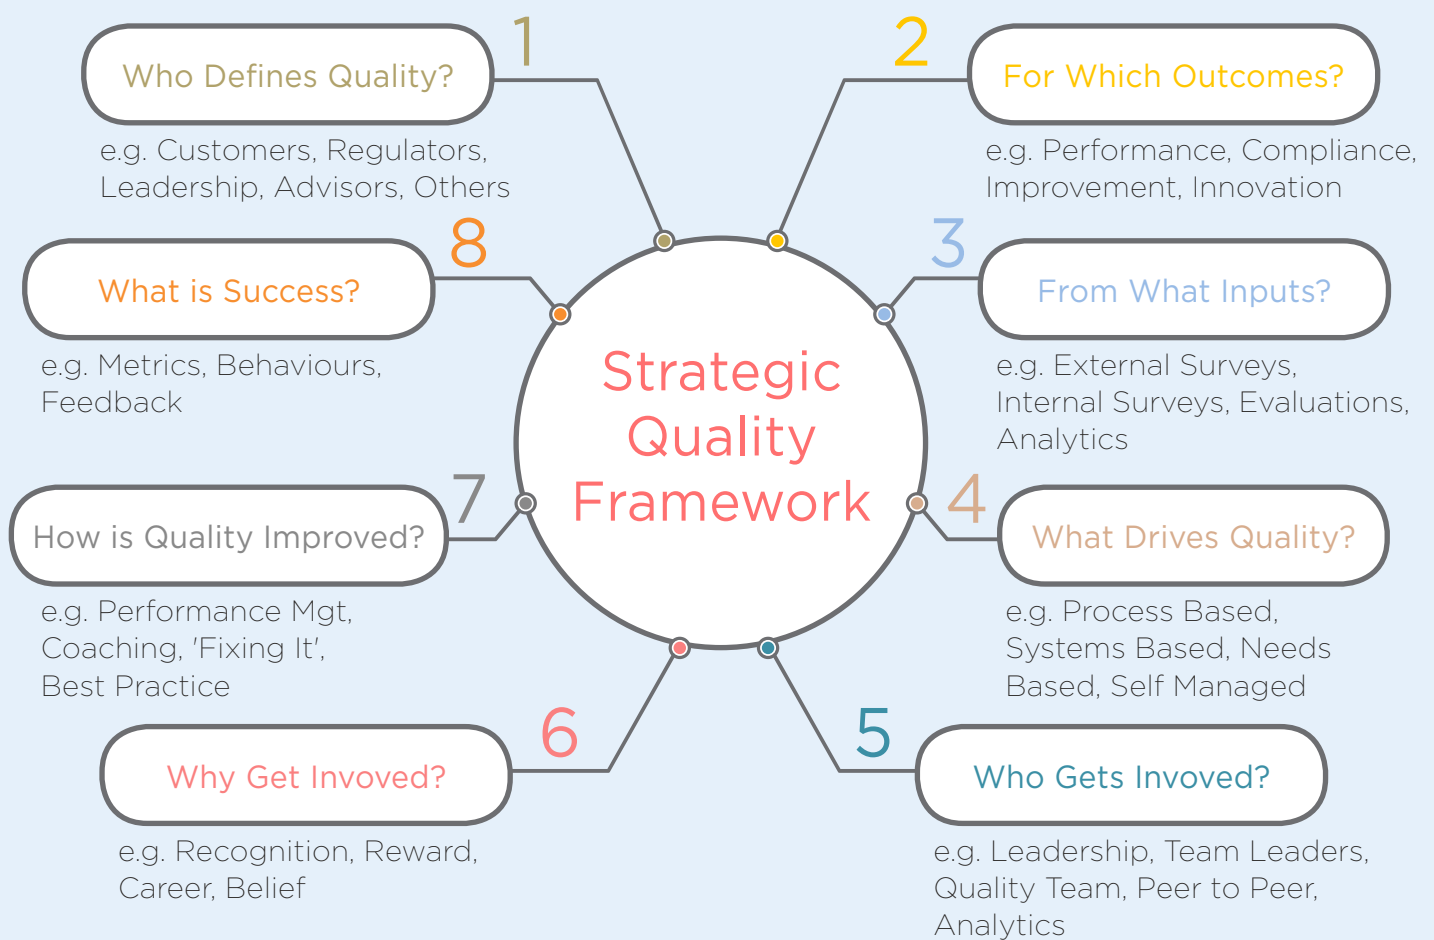 Strategic
Quality
Framework
1
Who Defines Quality?
e.g. Customers, Regulators,
Leadership, Advisors, Others
2
For Which Outcomes?
e.g. Performance, Compliance,
Improvement, Innovation
3
From What Inputs?
e.g. External Surveys,
Internal Surveys, Evaluations,
Analytics
4
What Drives Quality?
e.g. Process Based,
Systems Based, Needs
Based, Self Managed
5
Who Gets Invoved?
e.g. Leadership, Team Leaders,
Quality Team, Peer to Peer,
Analytics
6
Why Get Invoved?
e.g. Recognition, Reward,
Career, Belief
7
How is Quality Improved?
e.g. Performance Mgt,
Coaching, 'Fixing It',
Best Practice
8
What is Success?
e.g. Metrics, Behaviours,
Feedback